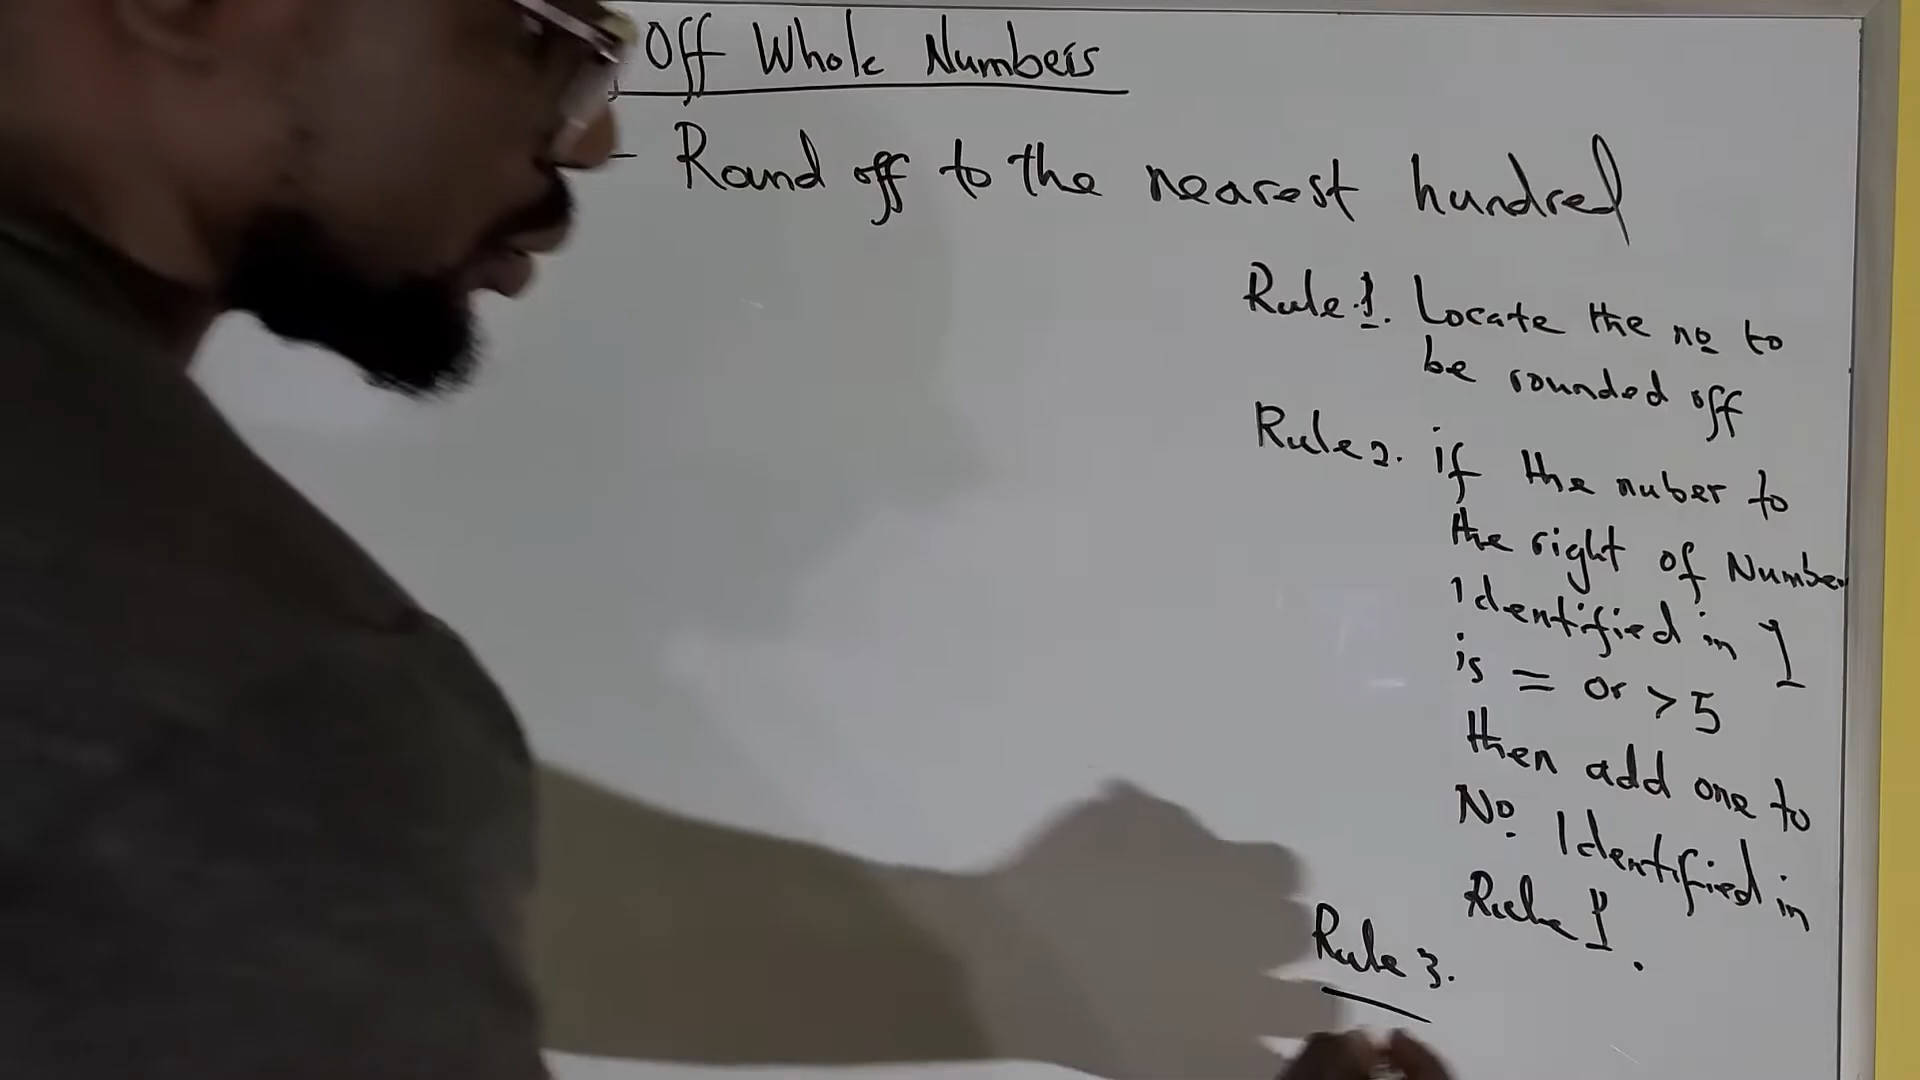 Off Whole Numbers
- Round off to the nearest hundred
Rule 1. Locate the no to
be rounded off
Rule 2. if the nuber to
the right of Number
Identified in 1
is = or > 5
then add one to
No. Identified in
Rule 1.
Rule 3.